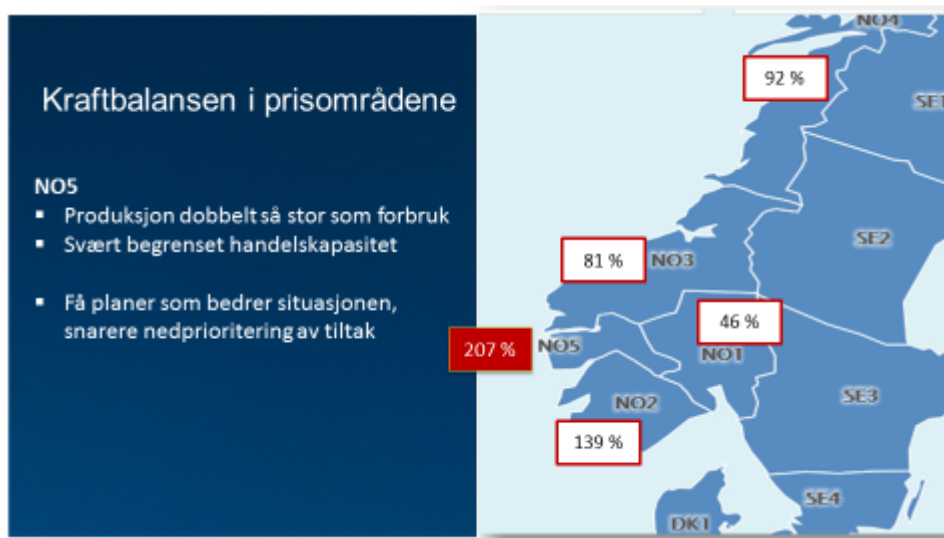 Kraftbalansen i prisområdene
NO5
▪ Produksjon dobbelt så stor som forbruk
▪ Svært begrenset handelskapasitet
▪ Få planer som bedrer situasjonen,
snarere nedprioritering av tiltak
NO4
92 %
SE1
SE2
81 %
NO3
46 %
207 %
NO5
NO1
SE3
NO2
139 %
SE4
DK1